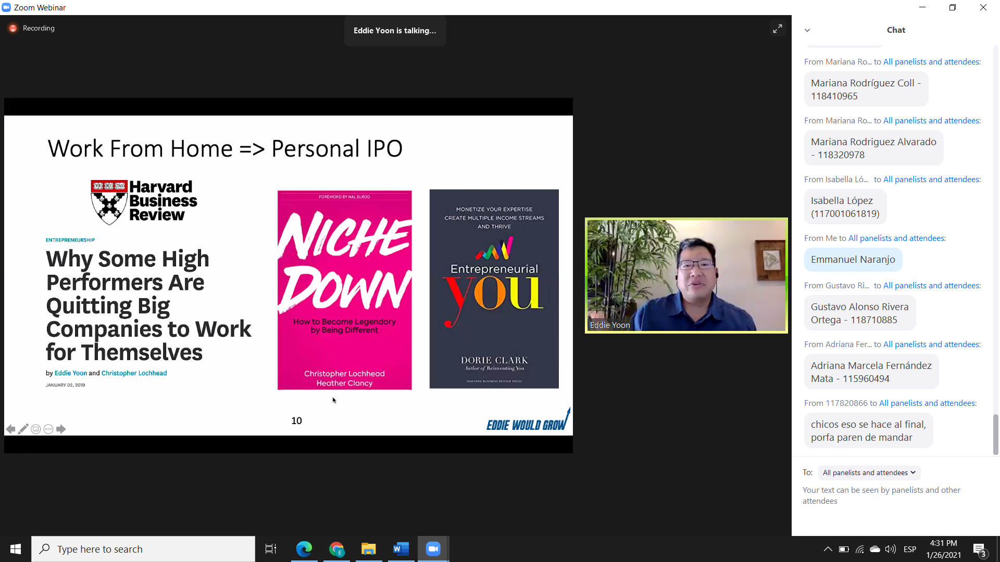 Zoom Webinar
Recording
Eddie Yoon is talking...
Work From Home => Personal IPO
VE RI TAS
Harvard
Business
Review
ENTREPRENEURSHIP
Why Some High
Performers Are
Quitting Big
Companies to Work
for Themselves
by Eddie Yoon and Christopher Lochhead
JANUARY 02, 2019
FOREWORD BY HAL ELROD
NICHE
DOWN
How to Become Legendary
by Being Different
Christopher Lochhead
Heather Clancy
MONETIZE YOUR EXPERTISE
CREATE MULTIPLE INCOME STREAMS
AND THRIVE
Entrepreneurial
you
DORIE CLARK
Author of Reinventing You
HARVARD BUSINESS REVIEW PRESS
10
EDDIE WOULD GROW
Eddie Yoon
Chat
From Mariana Ro... to All panelists and attendees:
Mariana Rodríguez Coll -
118410965
From Mariana Ro... to All panelists and attendees:
Mariana Rodriguez Alvarado
- 118320978
From Isabella Ló... to All panelists and attendees:
Isabella López
(117001061819)
From Me to All panelists and attendees:
Emmanuel Naranjo
From Gustavo Ri... to All panelists and attendees:
Gustavo Alonso Rivera
Ortega - 118710885
From Adriana Fer... to All panelists and attendees:
Adriana Marcela Fernández
Mata - 115960494
From 117820866 to All panelists and attendees:
chicos eso se hace al final,
porfa paren de mandar
To: All panelists and attendees
Your text can be seen by panelists and other
attendees
Type here to search
E
W
ESP
4:31 PM
1/26/2021
3